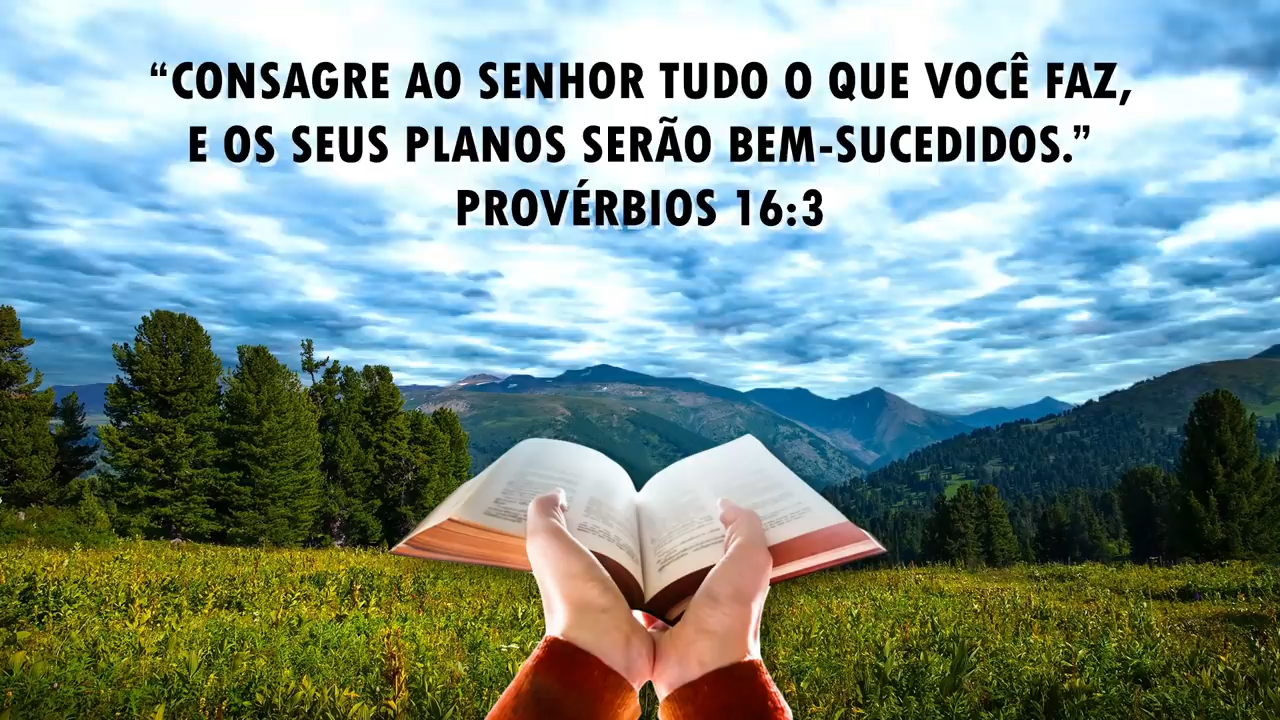 “CONSAGRE AO SENHOR TUDO O QUE VOCÊ FAZ,
E OS SEUS PLANOS SERÃO BEM-SUCEDIDOS.”
PROVÉRBIOS 16:3